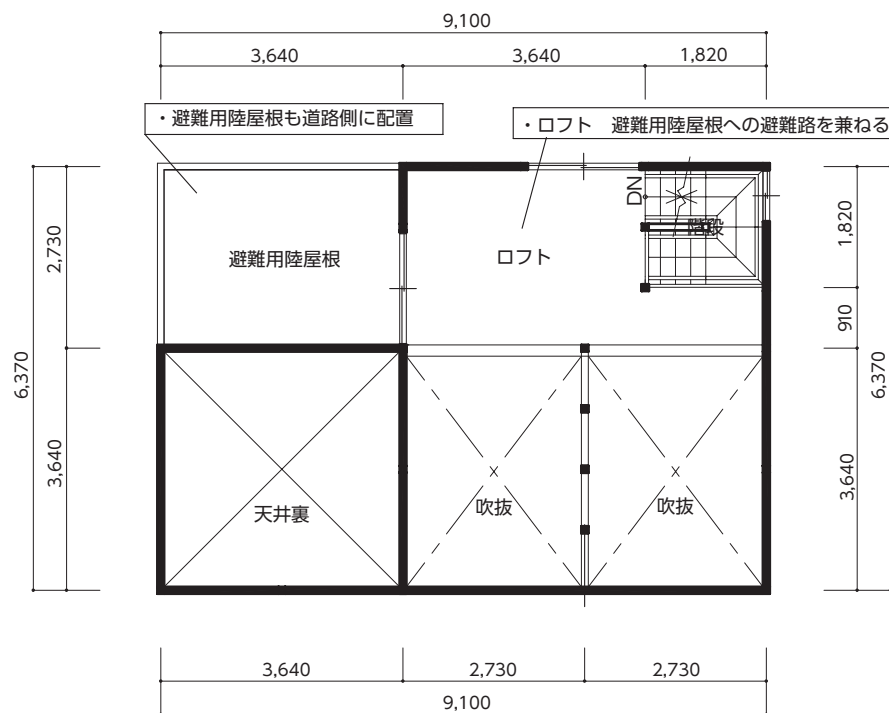 9,100
3,640
3,640
1,820
・避難用陸屋根も道路側に配置
・ロフト　避難用陸屋根への避難路を兼ねる
DN
階段
避難用陸屋根
ロフト
2,730
6,370
3,640
1,820
910
6,370
3,640
天井裏
吹抜
吹抜
3,640
2,730
2,730
9,100